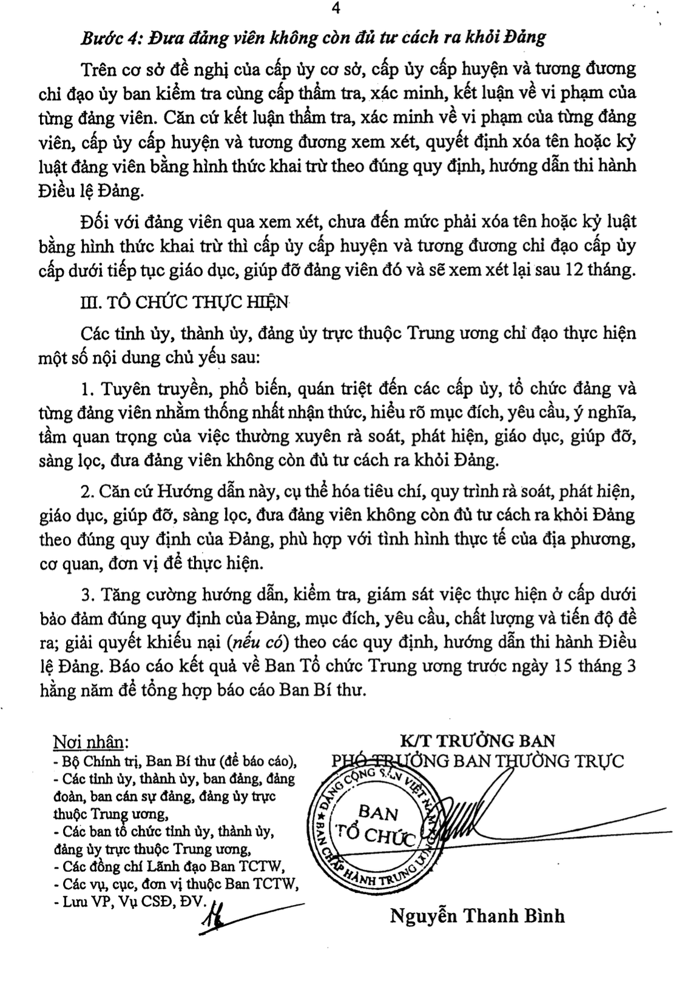 4
Bước 4: Đưa đảng viên không còn đủ tư cách ra khỏi Đảng
Trên cơ sở đề nghị của cấp ủy cơ sở, cấp ủy cấp huyện và tương đương
chỉ đạo ủy ban kiểm tra cùng cấp thẩm tra, xác minh, kết luận về vi phạm của
từng đảng viên. Căn cứ kết luận thẩm tra, xác minh về vi phạm của từng đảng
viên, cấp ủy cấp huyện và tương đương xem xét, quyết định xóa tên hoặc kỷ
luật đảng viên bằng hình thức khai trừ theo đúng quy định, hướng dẫn thi hành
Điều lệ Đảng.
Đối với đảng viên qua xem xét, chưa đến mức phải xóa tên hoặc kỷ luật
bằng hình thức khai trừ thì cấp ủy cấp huyện và tương đương chỉ đạo cấp ủy
cấp dưới tiếp tục giáo dục, giúp đỡ đảng viên đó và sẽ xem xét lại sau 12 tháng.
III. TỔ CHỨC THỰC HIỆN
Các tỉnh ủy, thành ủy, đảng ủy trực thuộc Trung ương chỉ đạo thực hiện
một số nội dung chủ yếu sau:
1. Tuyên truyền, phổ biến, quán triệt đến các cấp ủy, tổ chức đảng và
từng đảng viên nhằm thống nhất nhận thức, hiểu rõ mục đích, yêu cầu, ý nghĩa,
tầm quan trọng của việc thường xuyên rà soát, phát hiện, giáo dục, giúp đỡ,
sàng lọc, đưa đảng viên không còn đủ tư cách ra khỏi Đảng.
2. Căn cứ Hướng dẫn này, cụ thể hóa tiêu chí, quy trình rà soát, phát hiện,
giáo dục, giúp đỡ, sàng lọc, đưa đảng viên không còn đủ tư cách ra khỏi Đảng
theo đúng quy định của Đảng, phù hợp với tình hình thực tế của địa phương,
cơ quan, đơn vị để thực hiện.
3. Tăng cường hướng dẫn, kiểm tra, giám sát việc thực hiện ở cấp dưới
bảo đảm đúng quy định của Đảng, mục đích, yêu cầu, chất lượng và tiến độ đề
ra; giải quyết khiếu nại (nếu có) theo các quy định, hướng dẫn thi hành Điều
lệ Đảng. Báo cáo kết quả về Ban Tổ chức Trung ương trước ngày 15 tháng 3
hằng năm để tổng hợp báo cáo Ban Bí thư.
Nơi nhận:
- Bộ Chính trị, Ban Bí thư (để báo cáo),
- Các tỉnh ủy, thành ủy, ban đảng, đảng
đoàn, ban cán sự đảng, đảng ủy trực
thuộc Trung ương,
- Các ban tổ chức tỉnh ủy, thành ủy,
đảng ủy trực thuộc Trung ương,
- Các đồng chí Lãnh đạo Ban TCTW,
- Các vụ, cục, đơn vị thuộc Ban TCTW,
- Lưu VP, Vụ CSĐ, ĐV.
K/T TRƯỞNG BAN
PHÓ TRƯỞNG BAN THƯỜNG TRỰC
ĐẢNG CỘNG SẢN VIỆT NAM
BAN
TỔ CHỨC
BAN CHẤP HÀNH TRUNG ƯƠNG
Nguyễn Thanh Bình